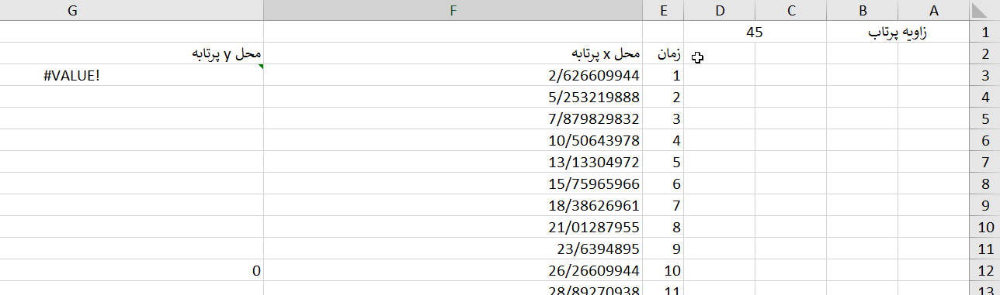 A B C D E F G
1 زاویه پرتاب 45
2 زمان محل x پرتابه محل y پرتابه
3 1 2/626609944 #VALUE!
4 2 5/253219888
5 3 7/879829832
6 4 10/50643978
7 5 13/13304972
8 6 15/75965966
9 7 18/38626961
10 8 21/01287955
11 9 23/6394895
12 10 26/26609944 0
13 11 28/89270938